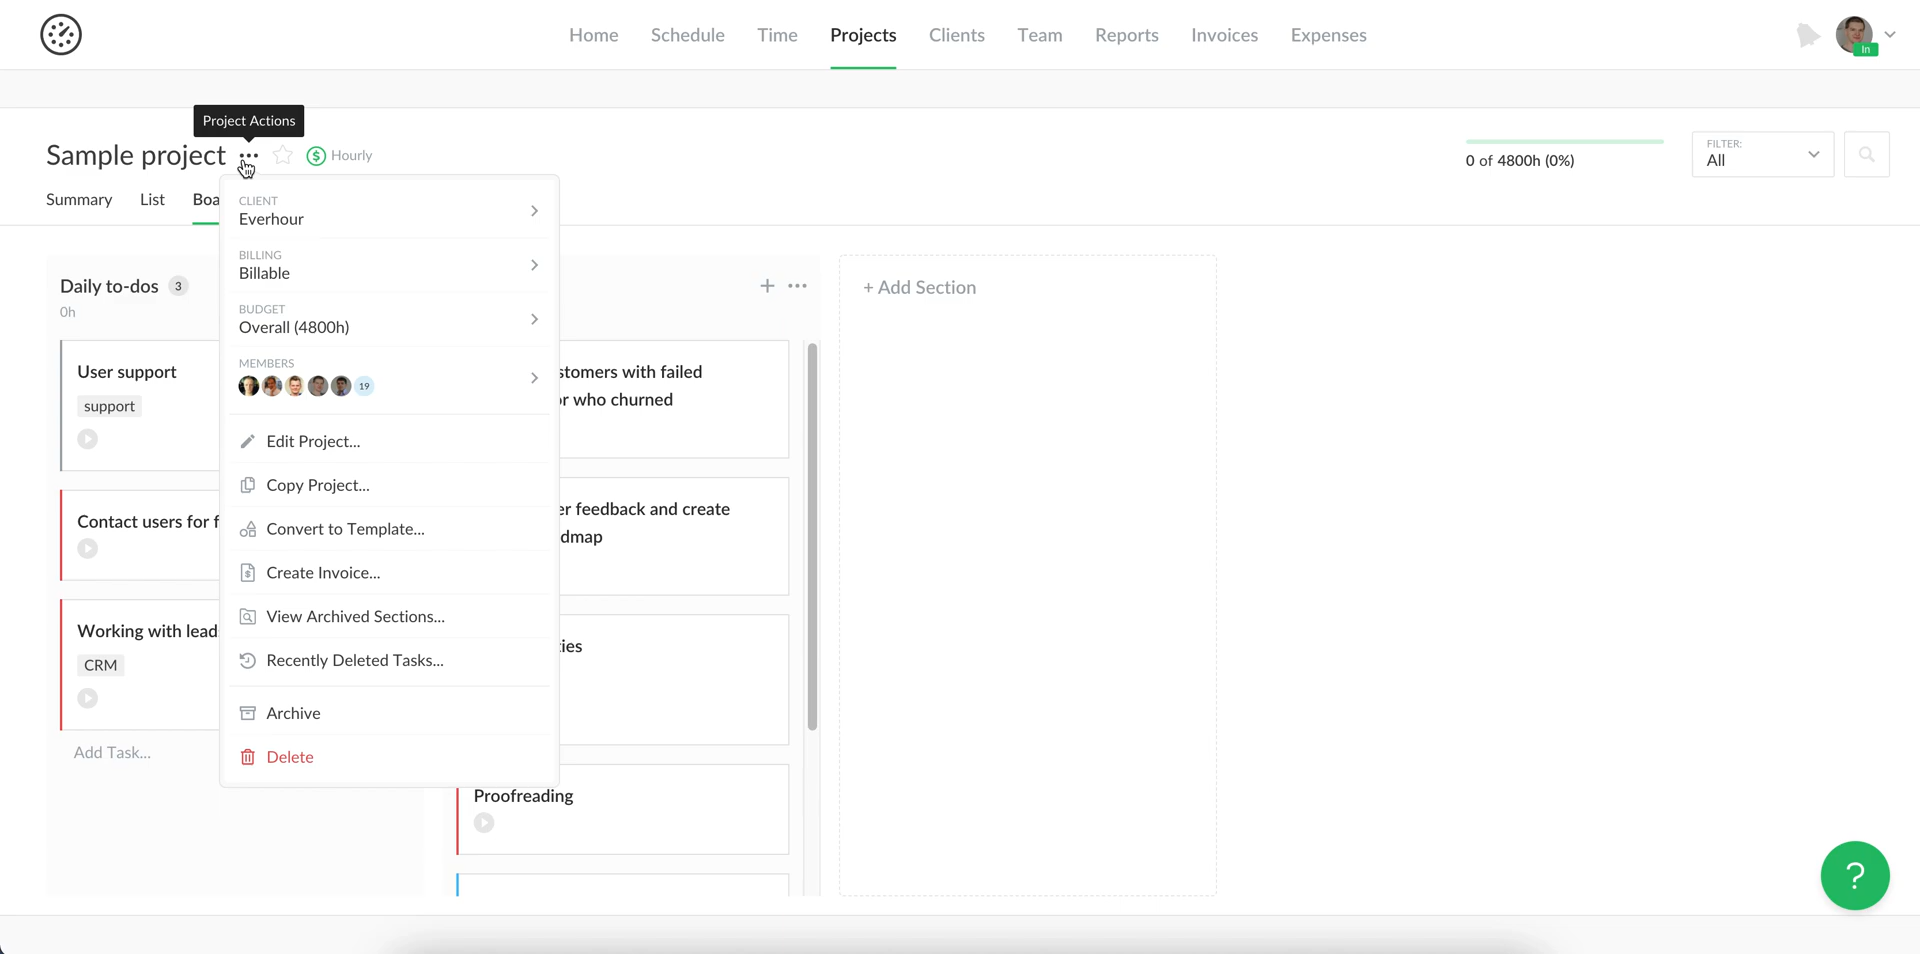 Home Schedule Time Projects Clients Team Reports Invoices Expenses
In
Project Actions
Sample project
$ Hourly
0 of 4800h (0%)
FILTER:
All
Summary List Boa
CLIENT
Everhour
BILLING
Billable
BUDGET
Overall (4800h)
MEMBERS
19
Edit Project...
Copy Project...
Convert to Template...
Create Invoice...
View Archived Sections...
Recently Deleted Tasks...
Archive
Delete
Daily to-dos 3
0h
User support
support
Contact users for f
Working with lead
CRM
Add Task...
+ Add Section
stomers with failed
r who churned
er feedback and create
dmap
ies
Proofreading
?